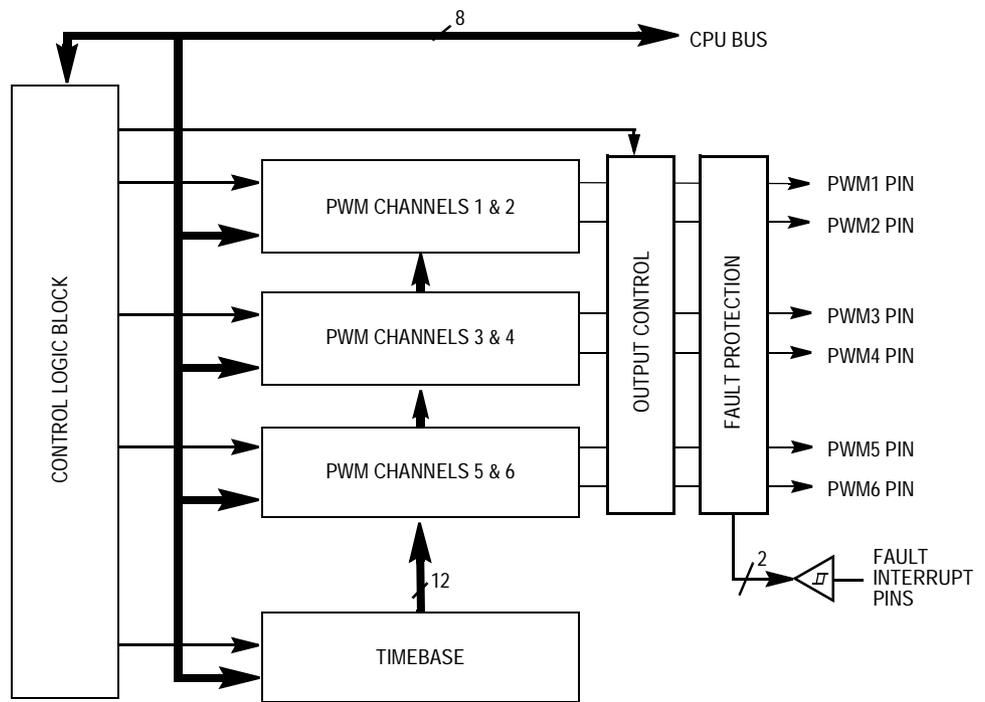 8
CPU BUS
CONTROL LOGIC BLOCK
PWM CHANNELS 1 & 2
PWM CHANNELS 3 & 4
PWM CHANNELS 5 & 6
12
TIMEBASE
OUTPUT CONTROL
FAULT PROTECTION
PWM1 PIN
PWM2 PIN
PWM3 PIN
PWM4 PIN
PWM5 PIN
PWM6 PIN
2
FAULT
INTERRUPT
PINS